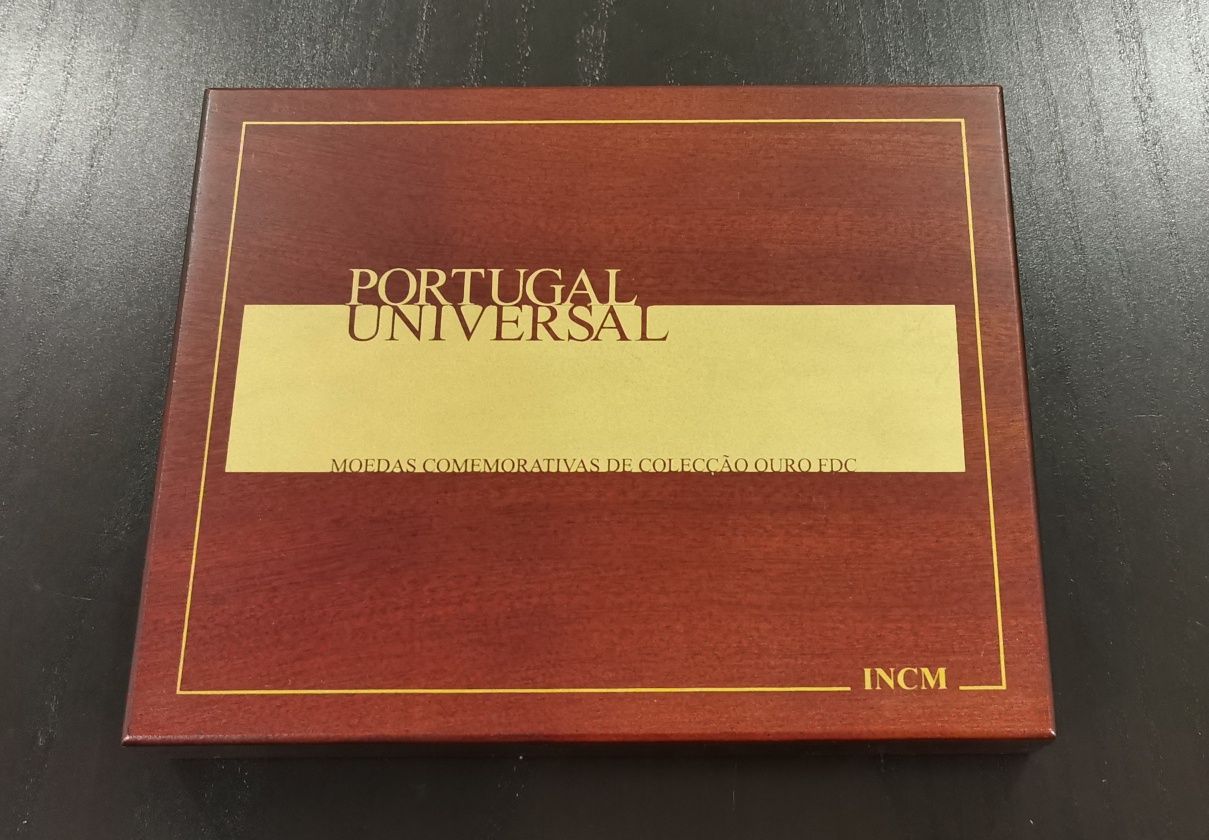 PORTUGAL
UNIVERSAL
MOEDAS COMEMORATIVAS DE COLECÇÃO OURO FDC
INCM